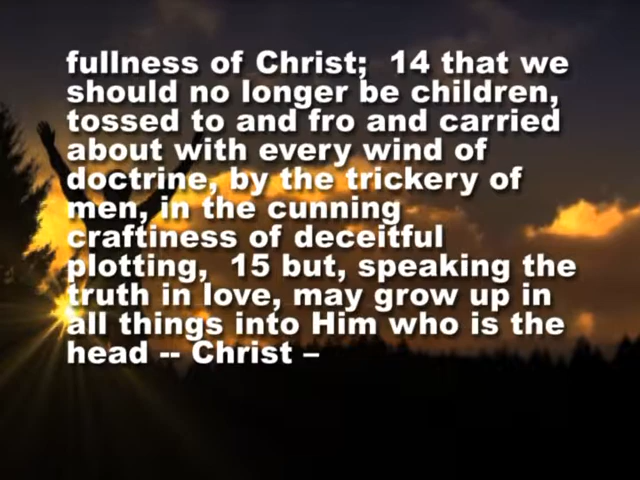 fullness of Christ;  14 that we
should no longer be children,
tossed to and fro and carried
about with every wind of
doctrine, by the trickery of
men, in the cunning
craftiness of deceitful
plotting,  15 but, speaking the
truth in love, may grow up in
all things into Him who is the
head -- Christ –